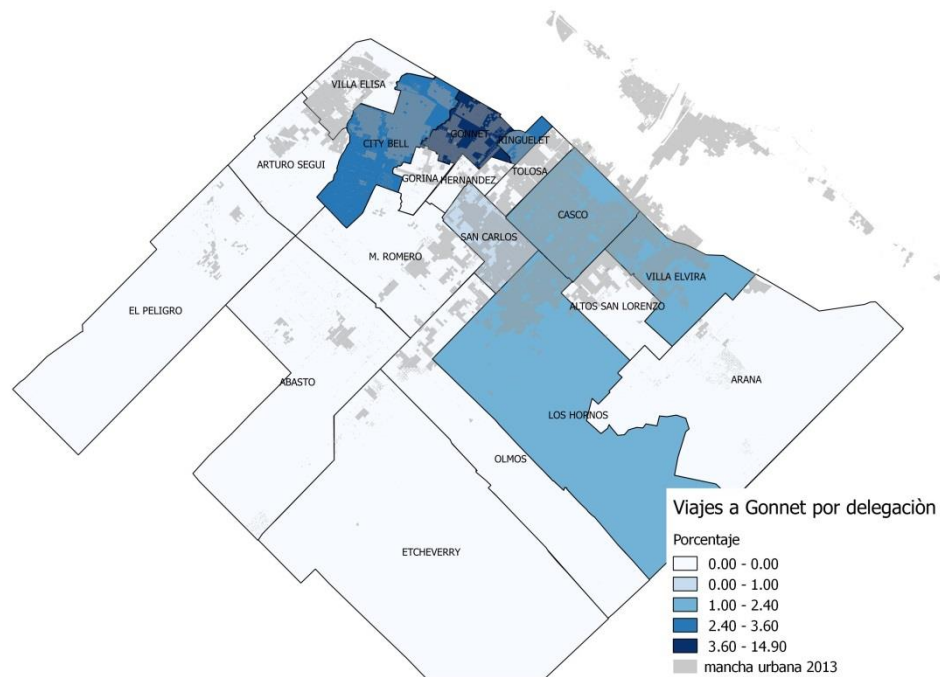 VILLA ELISA
CITY BELL
GONNET
RINGUELET
ARTURO SEGUI
GORINA
HERNANDEZ
TOLOSA
CASCO
SAN CARLOS
M. ROMERO
VILLA ELVIRA
EL PELIGRO
ALTOS SAN LORENZO
ABASTO
ARANA
LOS HORNOS
OLMOS
ETCHEVERRY
Viajes a Gonnet por delegaciòn
Porcentaje
0.00 - 0.00
0.00 - 1.00
1.00 - 2.40
2.40 - 3.60
3.60 - 14.90
mancha urbana 2013